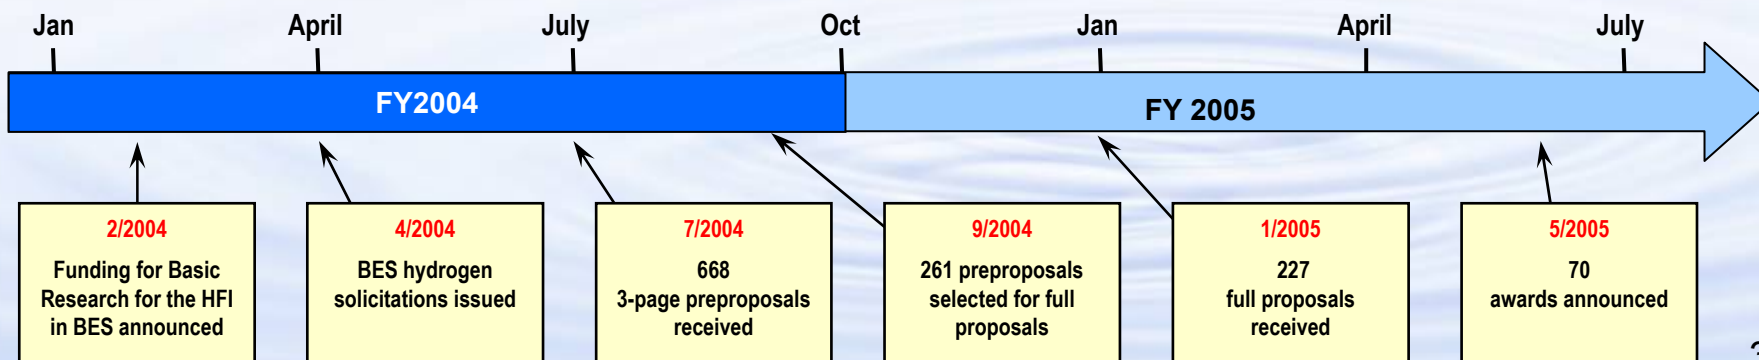 Jan
April
July
Oct
Jan
April
July
FY2004
FY 2005
2/2004
Funding for Basic
Research for the HFI
in BES announced
4/2004
BES hydrogen
solicitations issued
7/2004
668
3-page preproposals
received
9/2004
261 preproposals
selected for full
proposals
1/2005
227
full proposals
received
5/2005
70
awards announced